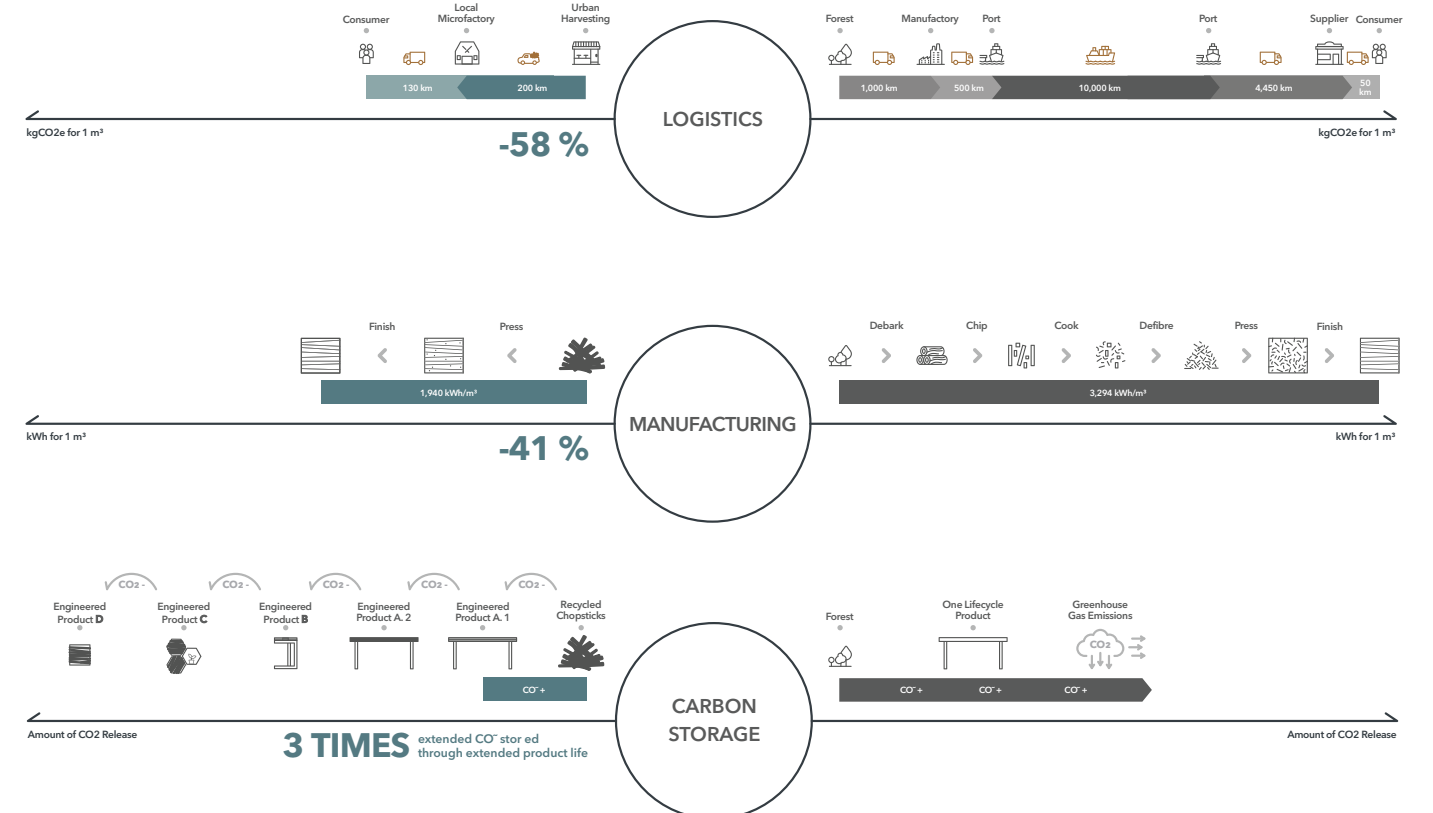 Consumer
Local
Microfactory
Urban
Harvesting
130 km
200 km
kgCO2e for 1 m³
-58 %
LOGISTICS
Forest
Manufactory
Port
Port
Supplier
Consumer
1,000 km
500 km
10,000 km
4,450 km
50
km
kgCO2e for 1 m³
Finish
Press
1,940 kWh/m³
kWh for 1 m³
-41 %
MANUFACTURING
Debark
Chip
Cook
Defibre
Press
Finish
3,294 kWh/m³
kWh for 1 m³
CO2 -
CO2 -
CO2 -
CO2 -
CO2 -
Engineered
Product D
Engineered
Product C
Engineered
Product B
Engineered
Product A. 2
Engineered
Product A. 1
Recycled
Chopsticks
CO‾ +
Amount of CO2 Release
3 TIMES
extended CO‾ stor ed
through extended product life
CARBON
STORAGE
Forest
One Lifecycle
Product
Greenhouse
Gas Emissions
CO2
CO‾ +
CO‾ +
CO‾ +
Amount of CO2 Release